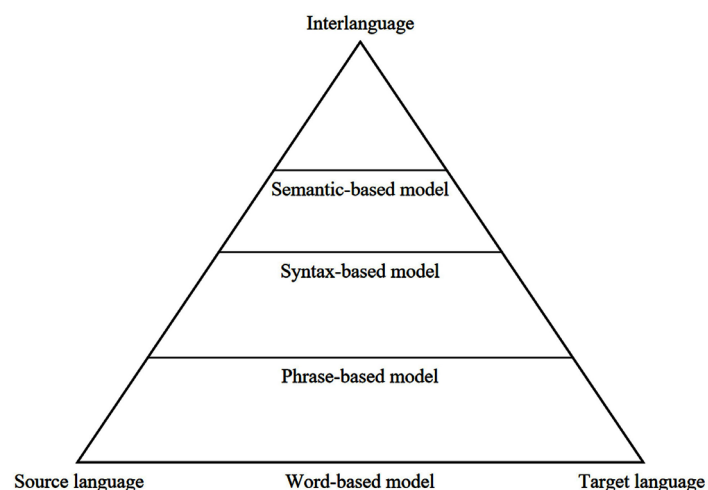 Interlanguage
Semantic-based model
Syntax-based model
Phrase-based model
Source language Word-based model Target language